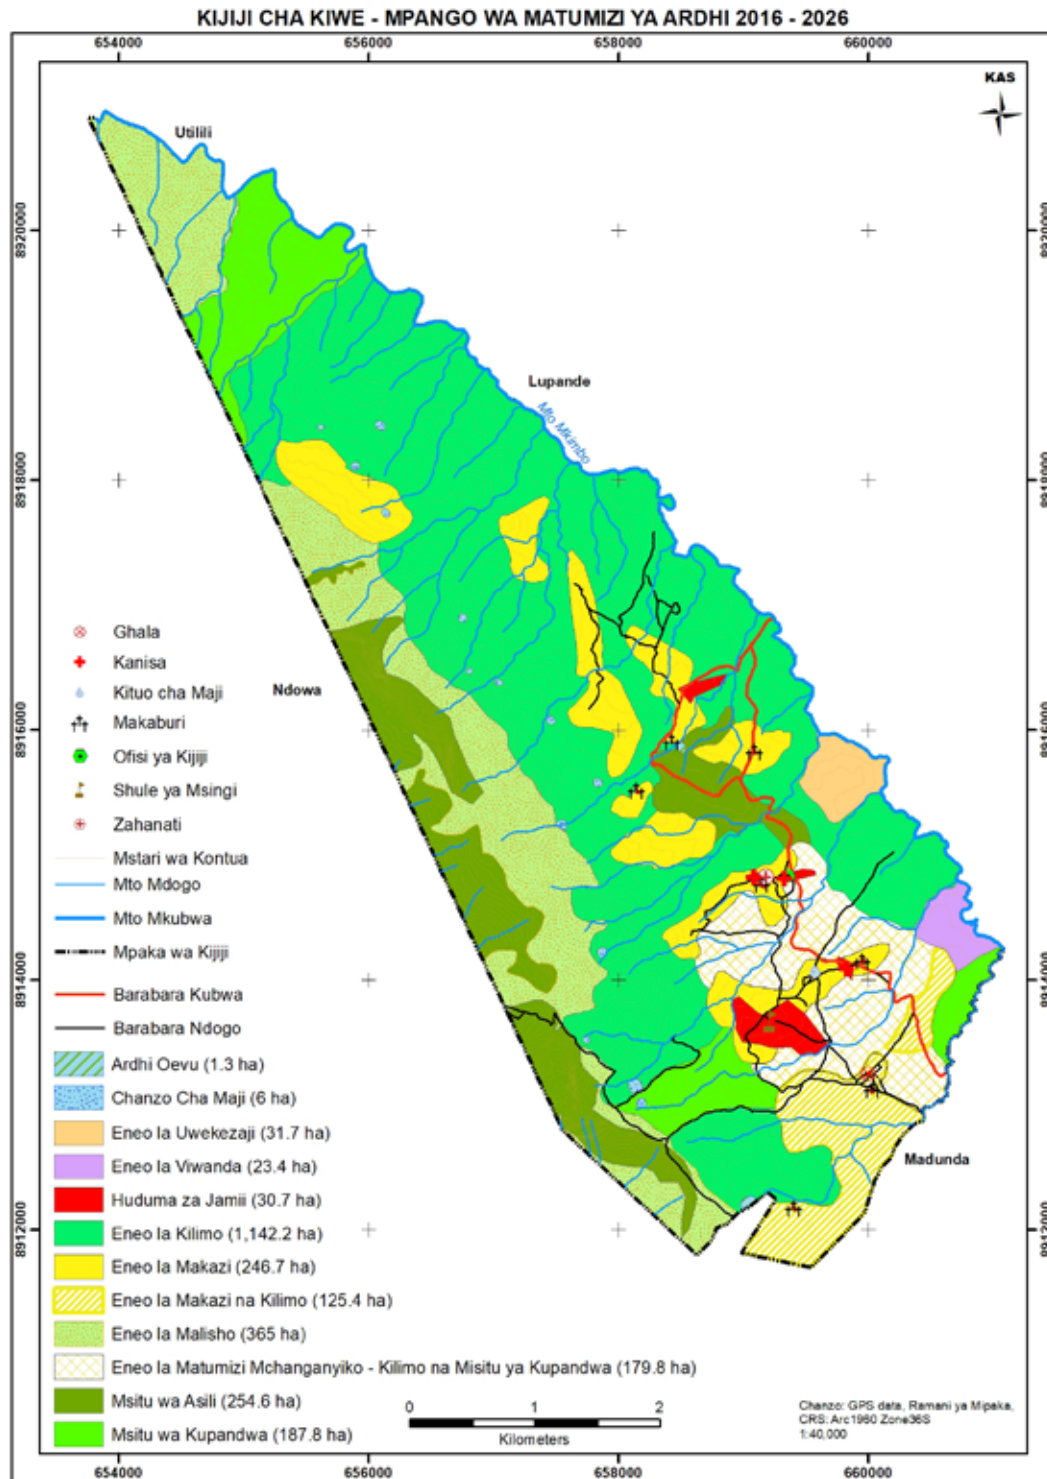 KIJIJI CHA KIWE - MPANGO WA MATUMIZI YA ARDHI 2016 - 2026
654000 656000 658000 660000
KAS
Utilili
8920000 8920000
Lupande
Mto Mkimbo
8918000 8918000
Ndowa
8916000 8916000
8914000 8914000
Madunda
8912000 8912000
Ghala
Kanisa
Kituo cha Maji
Makaburi
Ofisi ya Kijiji
Shule ya Msingi
Zahanati
Mstari wa Kontua
Mto Mdogo
Mto Mkubwa
Mpaka wa Kijiji
Barabara Kubwa
Barabara Ndogo
Ardhi Oevu (1.3 ha)
Chanzo Cha Maji (6 ha)
Eneo la Uwekezaji (31.7 ha)
Eneo la Viwanda (23.4 ha)
Huduma za Jamii (30.7 ha)
Eneo la Kilimo (1,142.2 ha)
Eneo la Makazi (246.7 ha)
Eneo la Makazi na Kilimo (125.4 ha)
Eneo la Malisho (365 ha)
Eneo la Matumizi Mchanganyiko - Kilimo na Misitu ya Kupandwa (179.8 ha)
Msitu wa Asili (254.6 ha)
Msitu wa Kupandwa (187.8 ha)
0 1 2
Kilometers
Chanzo: GPS data, Ramani ya Mipaka,
CRS: Arc1960 Zone36S
1:40,000
654000 656000 658000 660000